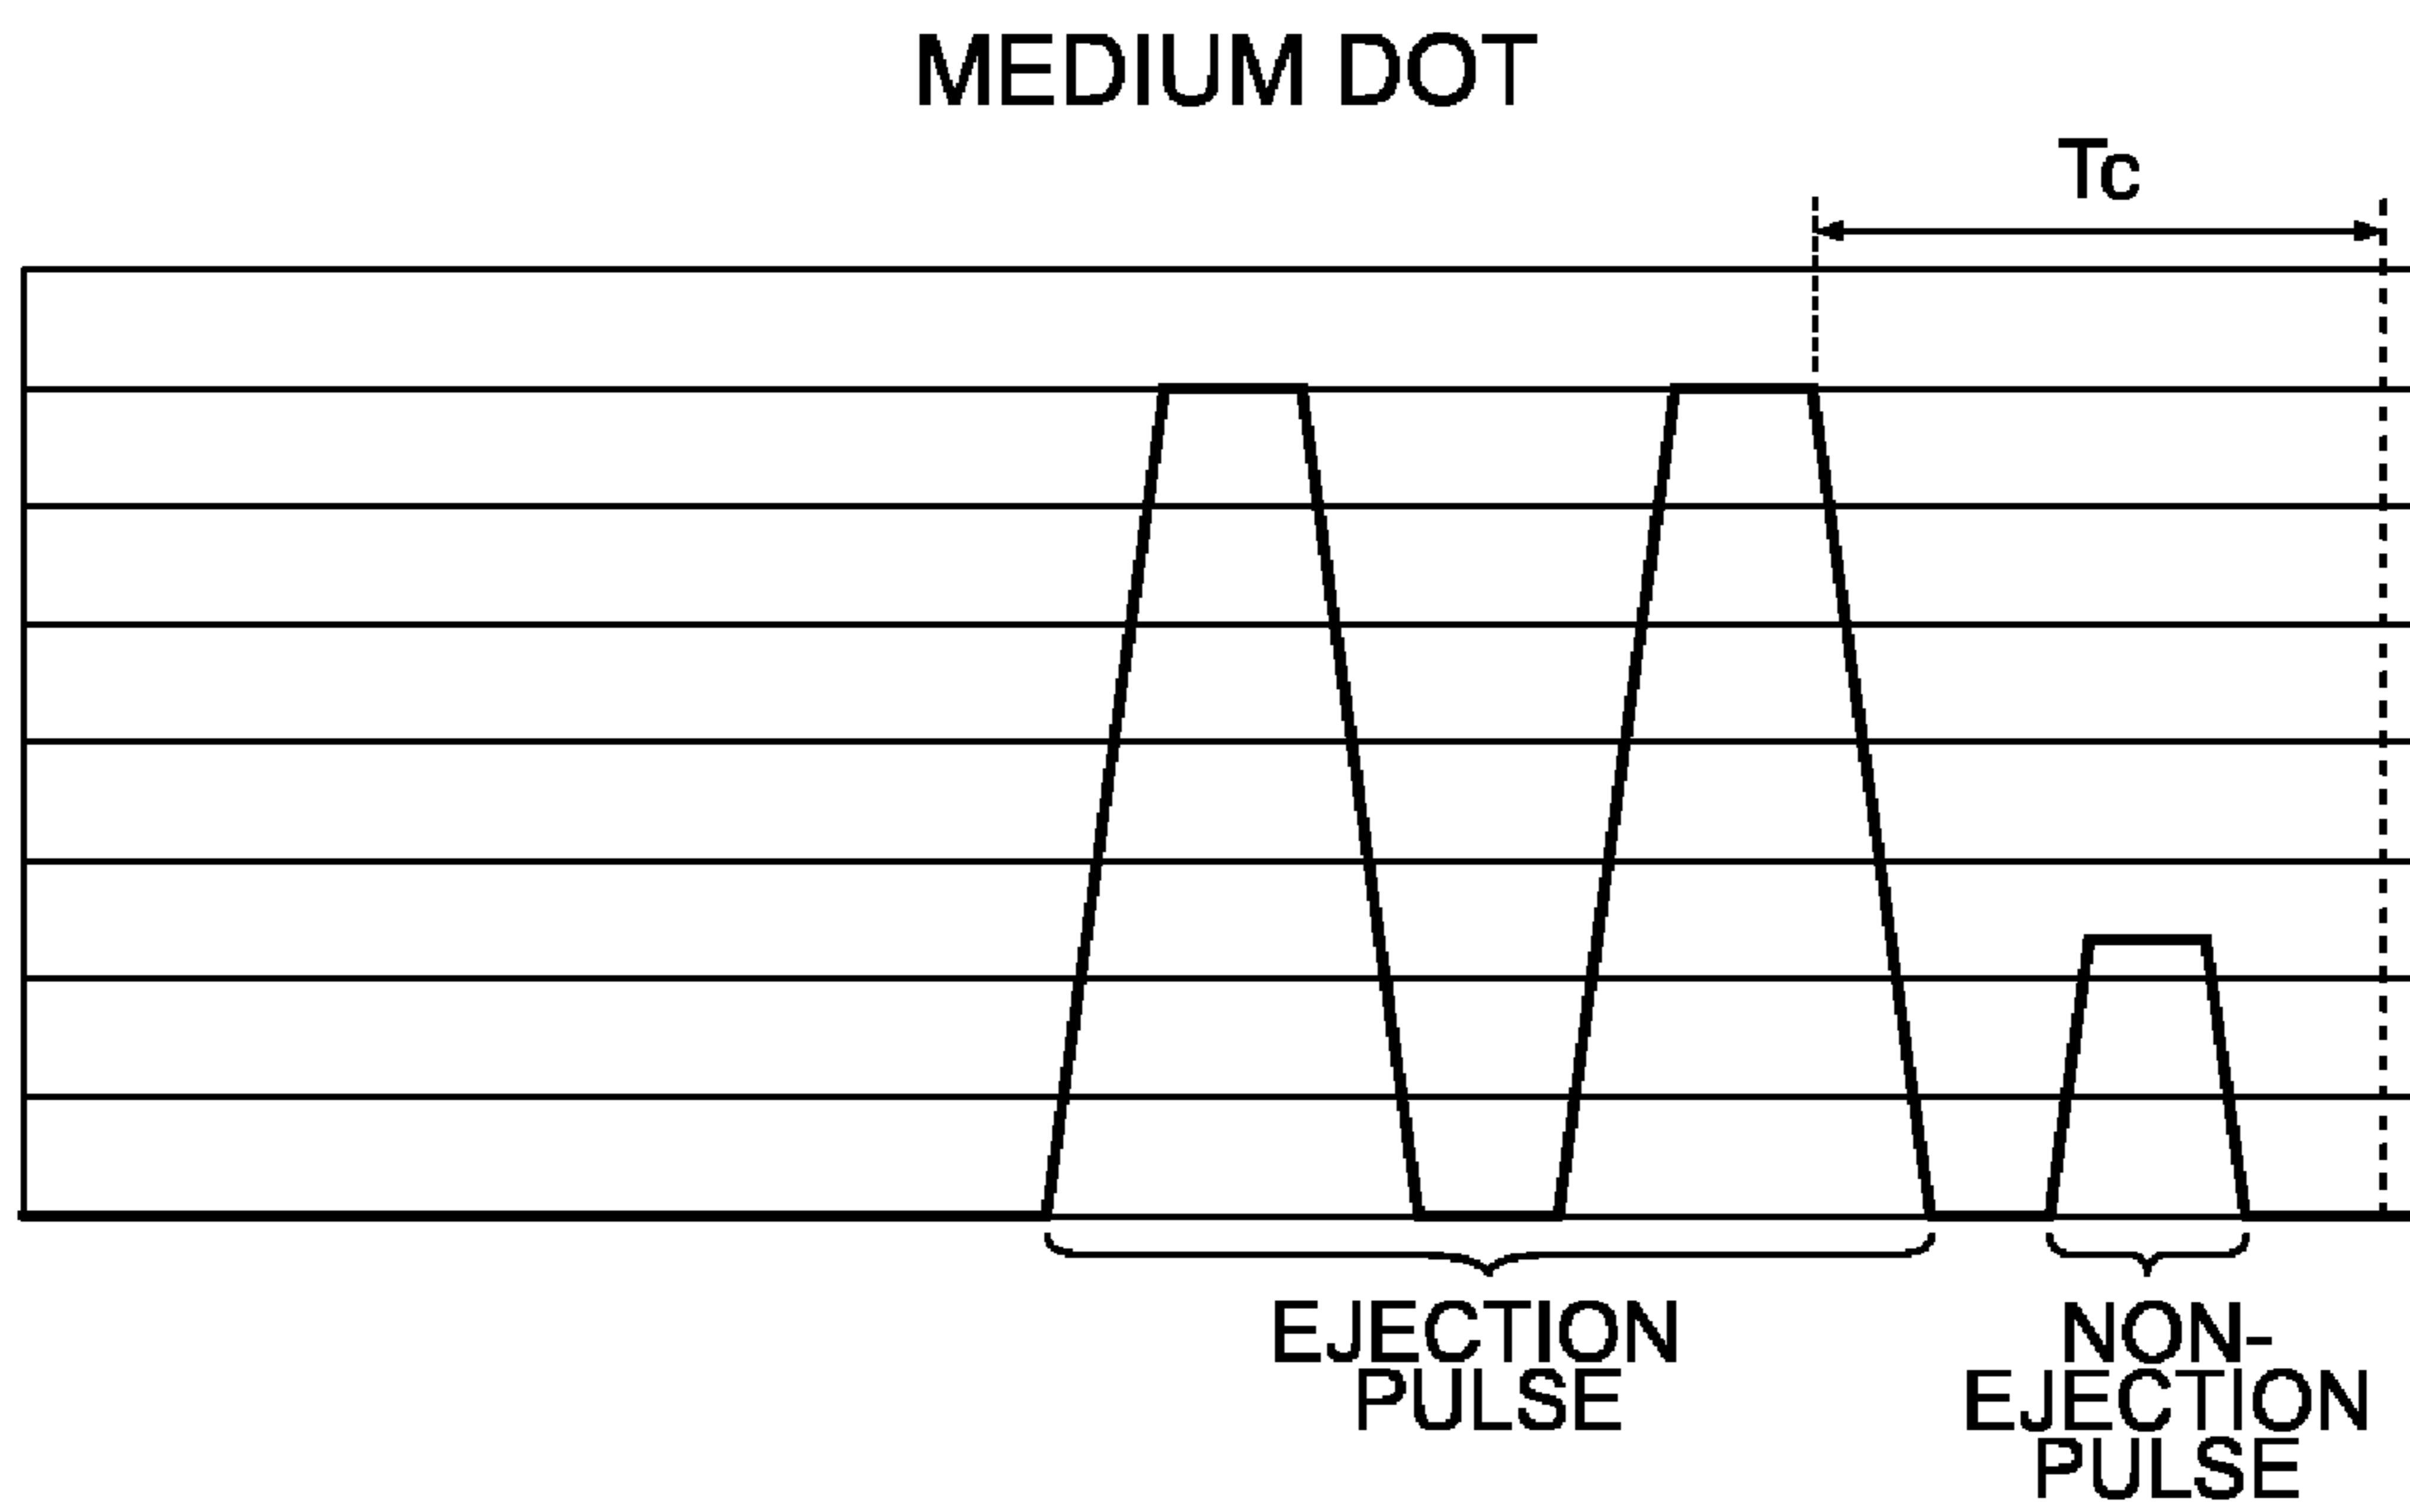 MEDIUM DOT
Tc
EJECTION
PULSE
NON-
EJECTION
PULSE